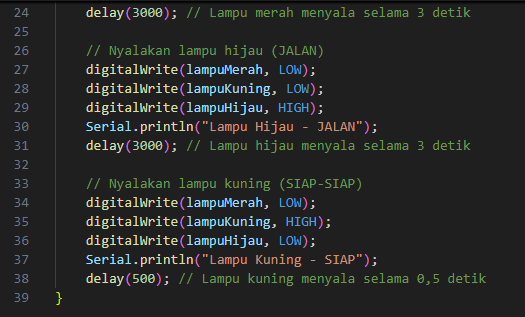 24 delay(3000); // Lampu merah menyala selama 3 detik
25
26 // Nyalakan lampu hijau (JALAN)
27 digitalWrite(lampuMerah, LOW);
28 digitalWrite(lampuKuning, LOW);
29 digitalWrite(lampuHijau, HIGH);
30 Serial.println("Lampu Hijau - JALAN");
31 delay(3000); // Lampu hijau menyala selama 3 detik
32
33 // Nyalakan lampu kuning (SIAP-SIAP)
34 digitalWrite(lampuMerah, LOW);
35 digitalWrite(lampuKuning, HIGH);
36 digitalWrite(lampuHijau, LOW);
37 Serial.println("Lampu Kuning - SIAP");
38 delay(500); // Lampu kuning menyala selama 0,5 detik
39 }